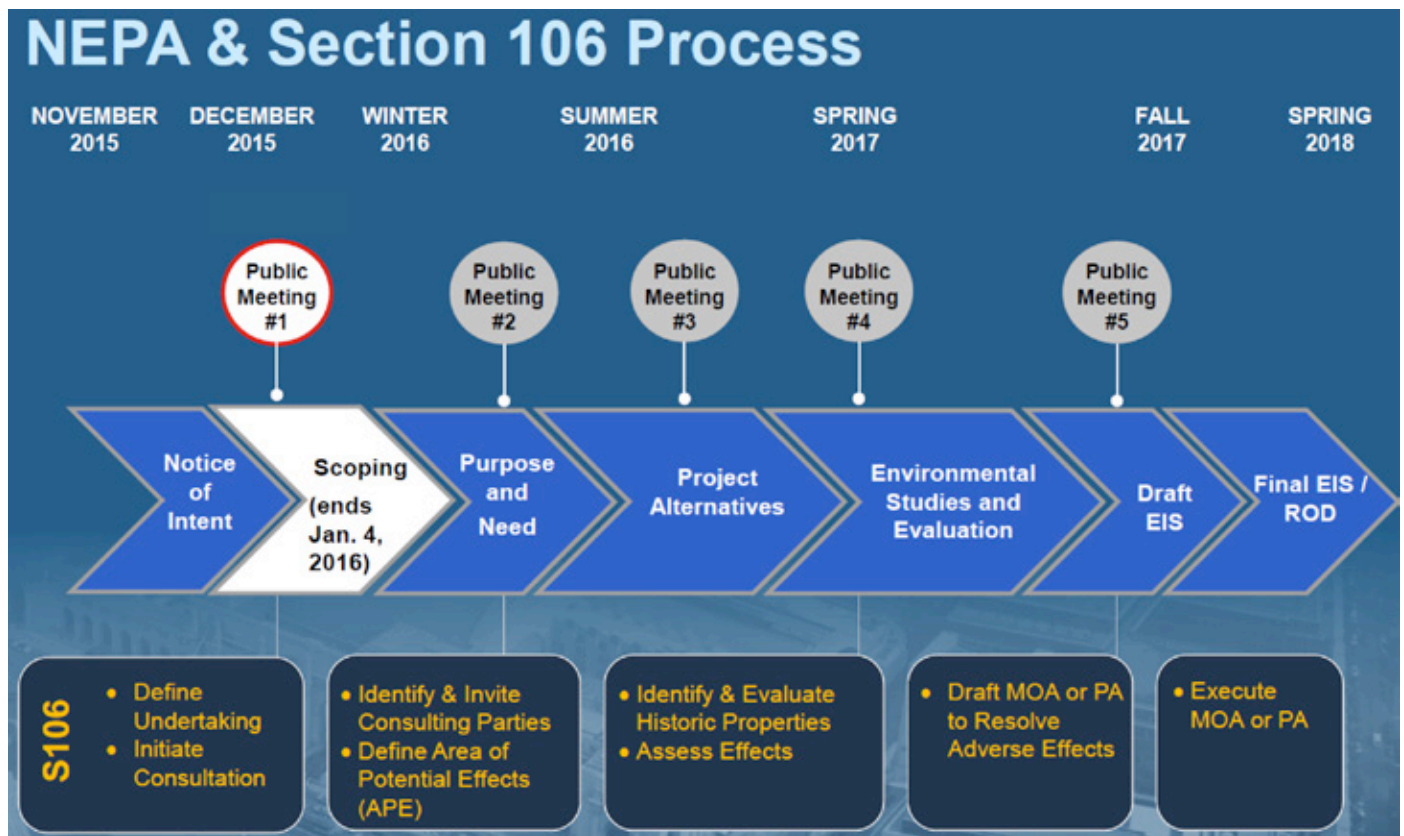 NEPA & Section 106 Process
NOVEMBER
2015
DECEMBER
2015
WINTER
2016
SUMMER
2016
SPRING
2017
FALL
2017
SPRING
2018
Public
Meeting
#1
Public
Meeting
#2
Public
Meeting
#3
Public
Meeting
#4
Public
Meeting
#5
Notice
of
Intent
Scoping
(ends
Jan. 4,
2016)
Purpose
and
Need
Project
Alternatives
Environmental
Studies and
Evaluation
Draft
EIS
Final EIS /
ROD
S106
• Define
Undertaking
• Initiate
Consultation
• Identify & Invite
Consulting Parties
• Define Area of
Potential Effects
(APE)
• Identify & Evaluate
Historic Properties
• Assess Effects
• Draft MOA or PA
to Resolve
Adverse Effects
• Execute
MOA or PA